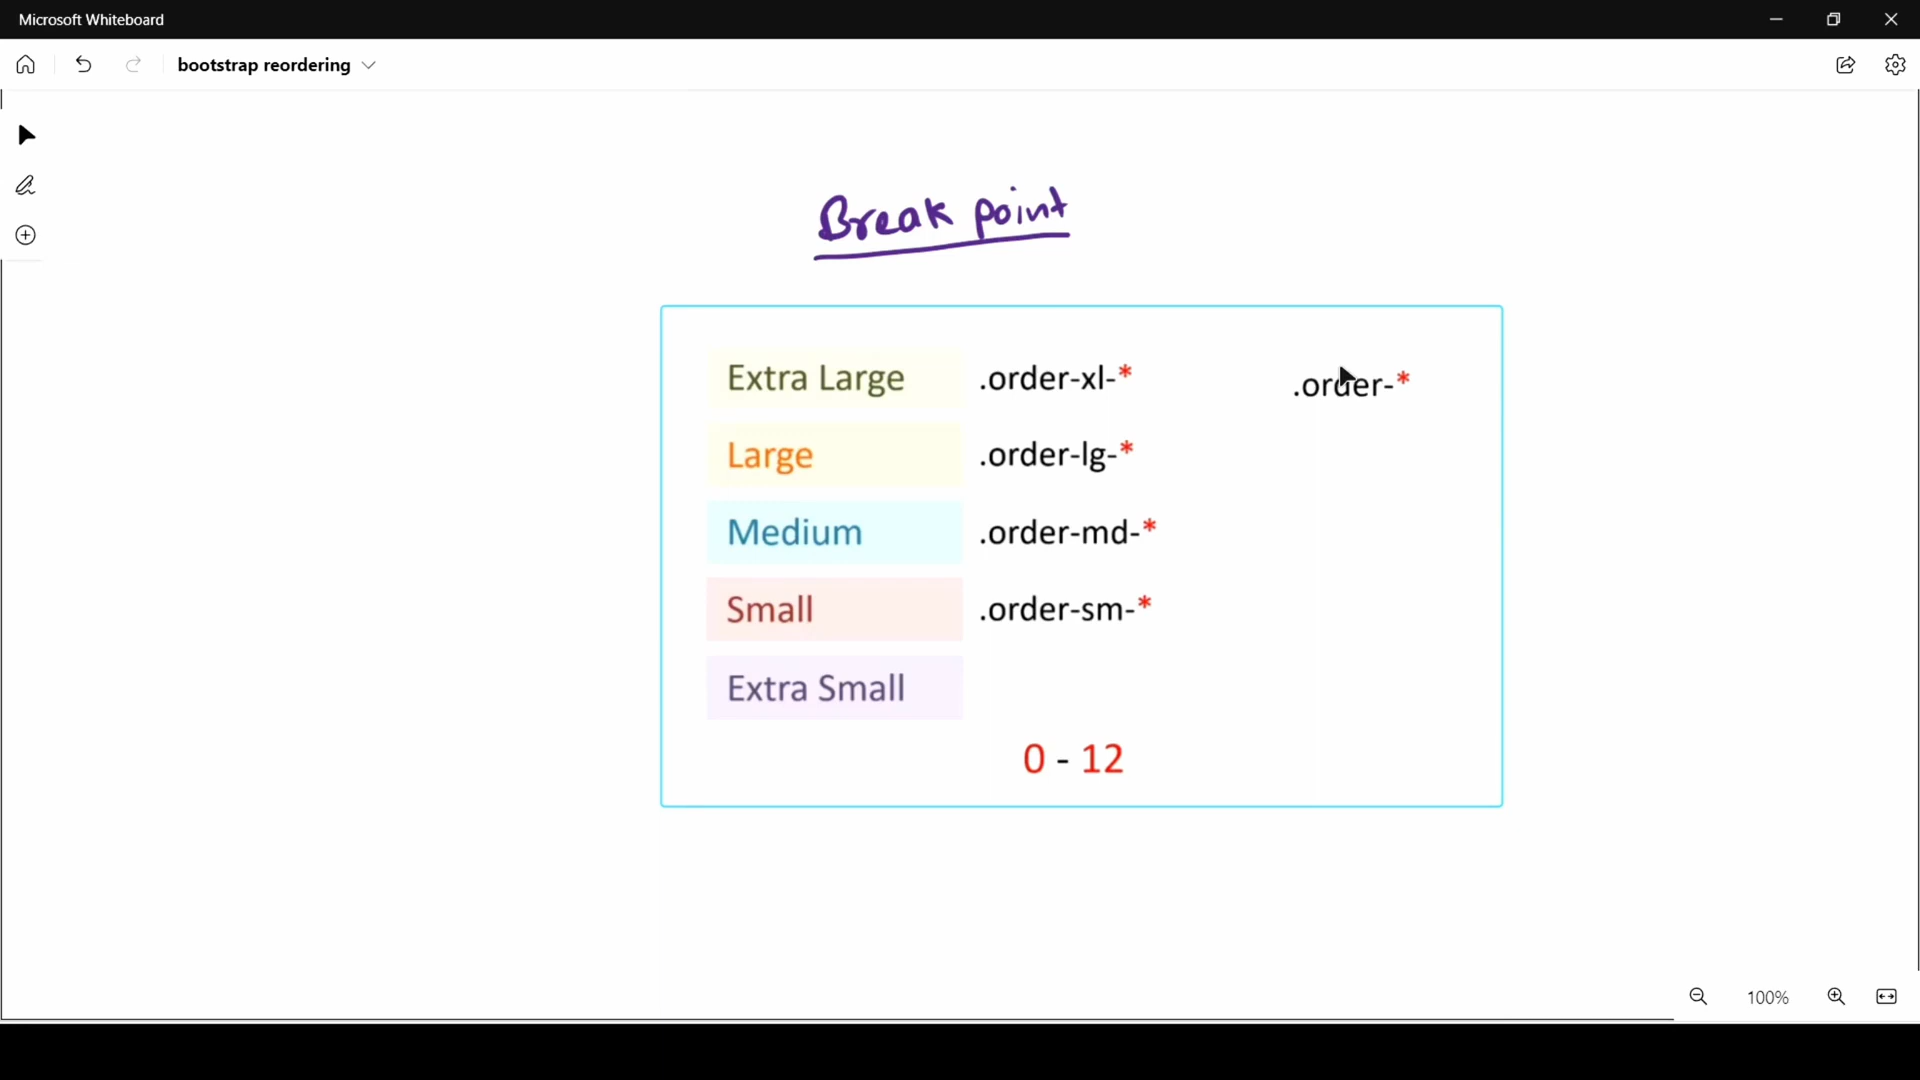 Microsoft Whiteboard
bootstrap reordering
Break point
Extra Large .order-xl-* .order-*
Large .order-lg-*
Medium .order-md-*
Small .order-sm-*
Extra Small
0 - 12
100%